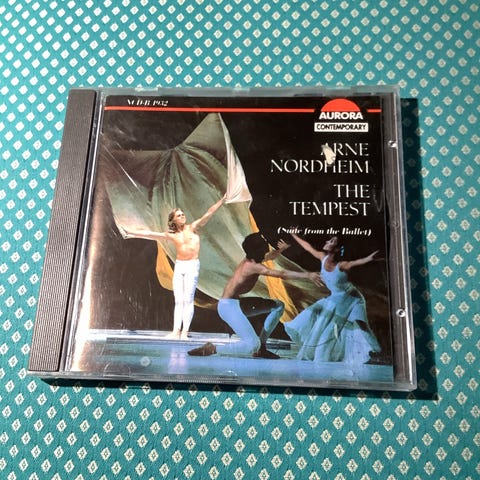 NCD-B 4932
AURORA
CONTEMPORARY
ARNE
NORDHEIM
THE
TEMPEST
(Suite from the Ballet)